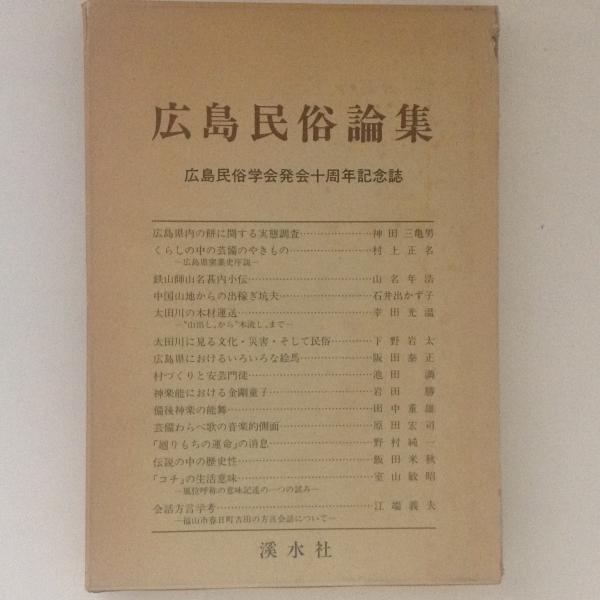 広島民俗論集
広島民俗学会発会十周年記念誌
広島県内の餅に関する実態調査……………神田三亀男
くらしの中の芸備のやきもの……………村上正名
―広島県窯業史序説―
鉄山師山名甚内小伝……………山名年浩
中国山地からの出稼ぎ坑夫……………石井出かず子
太田川の木材運送……………幸田光温
―〝山出し〟から〝本流し〟まで―
太田川に見る文化・災害・そして民俗……………下野岩太
広島県におけるいろいろな絵馬……………阪田泰正
村づくりと安芸門徒……………池田満
神楽能における金剛童子……………岩田勝
備後神楽の能舞……………田中重雄
芸備わらべ歌の音楽的側面……………原田宏司
「廻りもちの運命」の消息……………野村純一
伝説の中の歴史性……………飯田米秋
「コチ」の生活意味……………室山敏昭
―風位呼称の意味記述の一つの試み―
会話方言学考……………江端義夫
―福山市春日町吉田の方言会話について―
溪水社